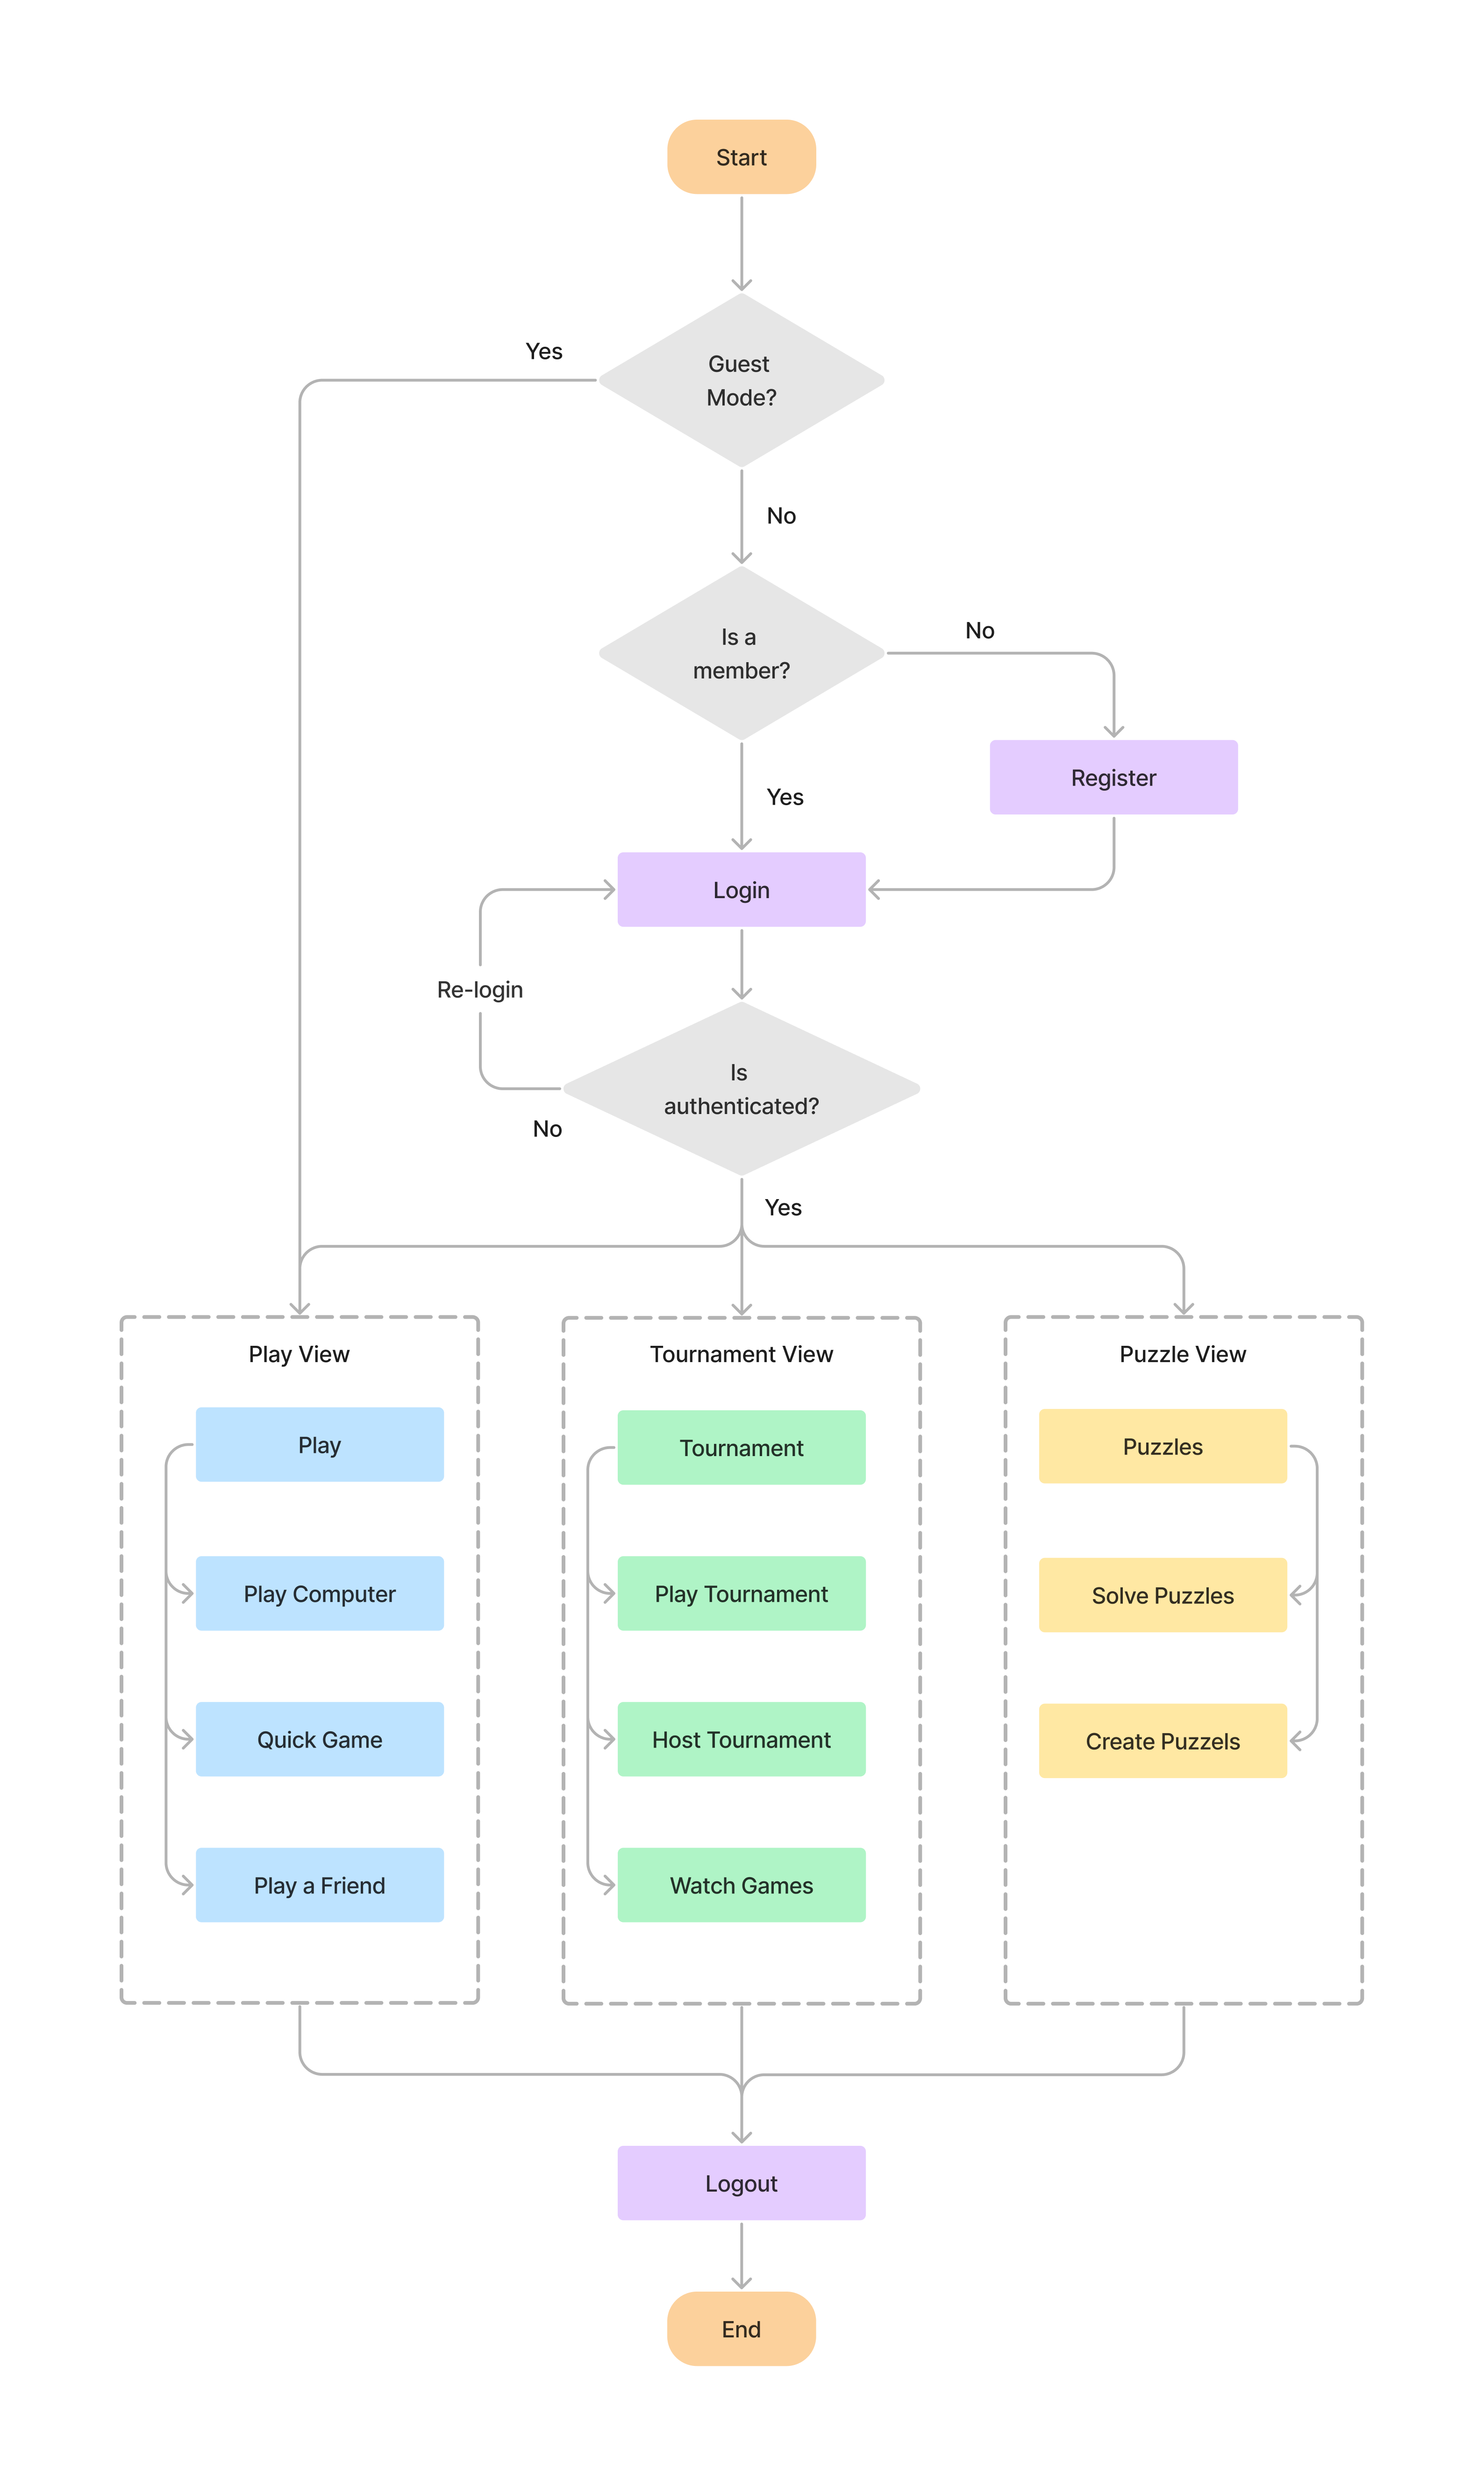 Start
Yes
Guest
Mode?
No
Is a
member?
No
Register
Yes
Login
Re-login
Is
authenticated?
No
Yes
Play View
Play
Play Computer
Quick Game
Play a Friend
Tournament View
Tournament
Play Tournament
Host Tournament
Watch Games
Puzzle View
Puzzles
Solve Puzzles
Create Puzzels
Logout
End